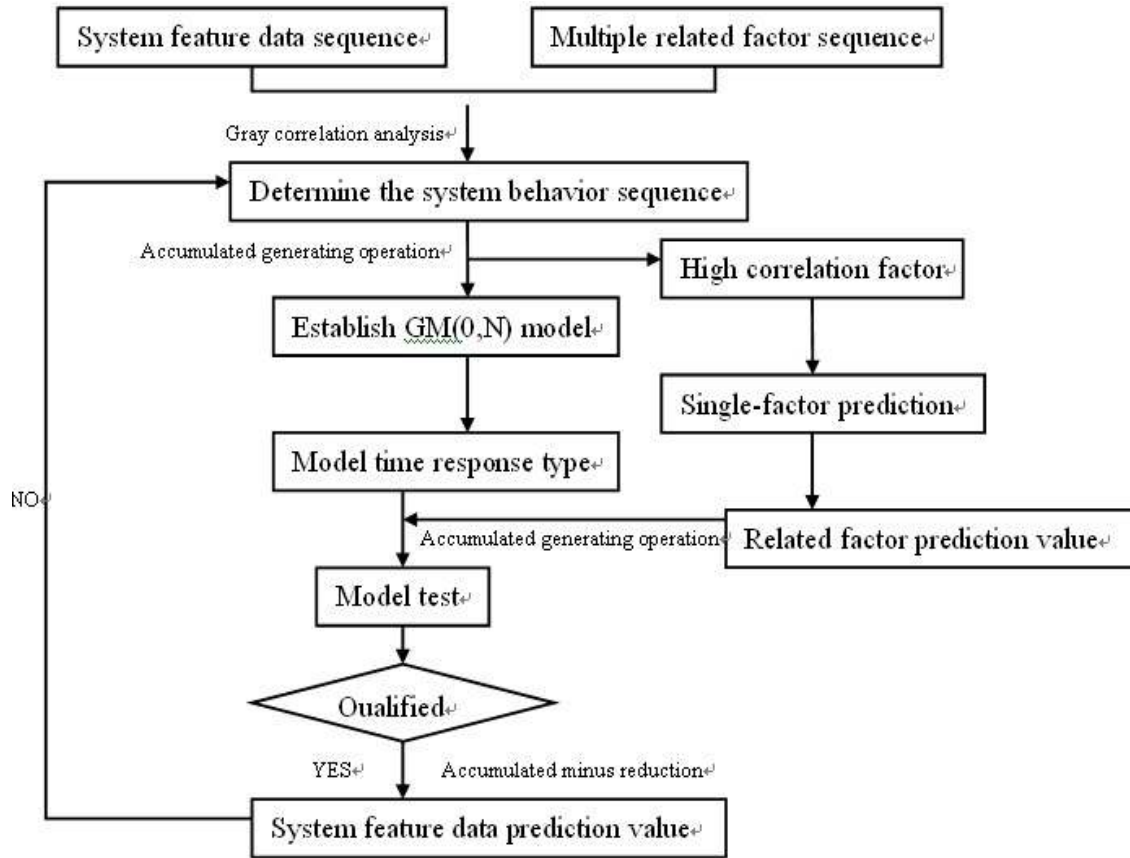 System feature data sequence↵
Multiple related factor sequence↵
Gray correlation analysis↵
Determine the system behavior sequence↵
Accumulated generating operation↵
High correlation factor↵
Establish GM(0,N) model↵
Single-factor prediction↵
Model time response type↵
NO↵
Accumulated generating operation↵
Related factor prediction value↵
Model test↵
Oualified↵
YES↵
Accumulated minus reduction↵
System feature data prediction value↵